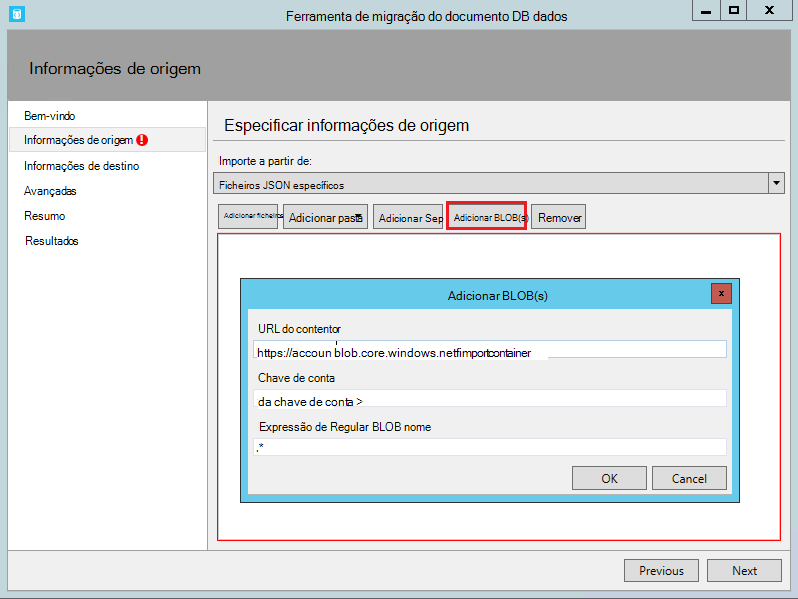 Ferramenta de migração do documento DB dados
Informações de origem
Bem-vindo
Informações de origem
Informações de destino
Avançadas
Resumo
Resultados
Especificar informações de origem
Importe a partir de:
Ficheiros JSON específicos
Adicionar ficheiros Adicionar pasta Adicionar Sep Adicionar BLOB(s) Remover
Adicionar BLOB(s)
URL do contentor
https://accoun blob.core.windows.net/importcontainer
Chave de conta
da chave de conta >
Expressão de Regular BLOB nome
.*
OK Cancel
Previous Next